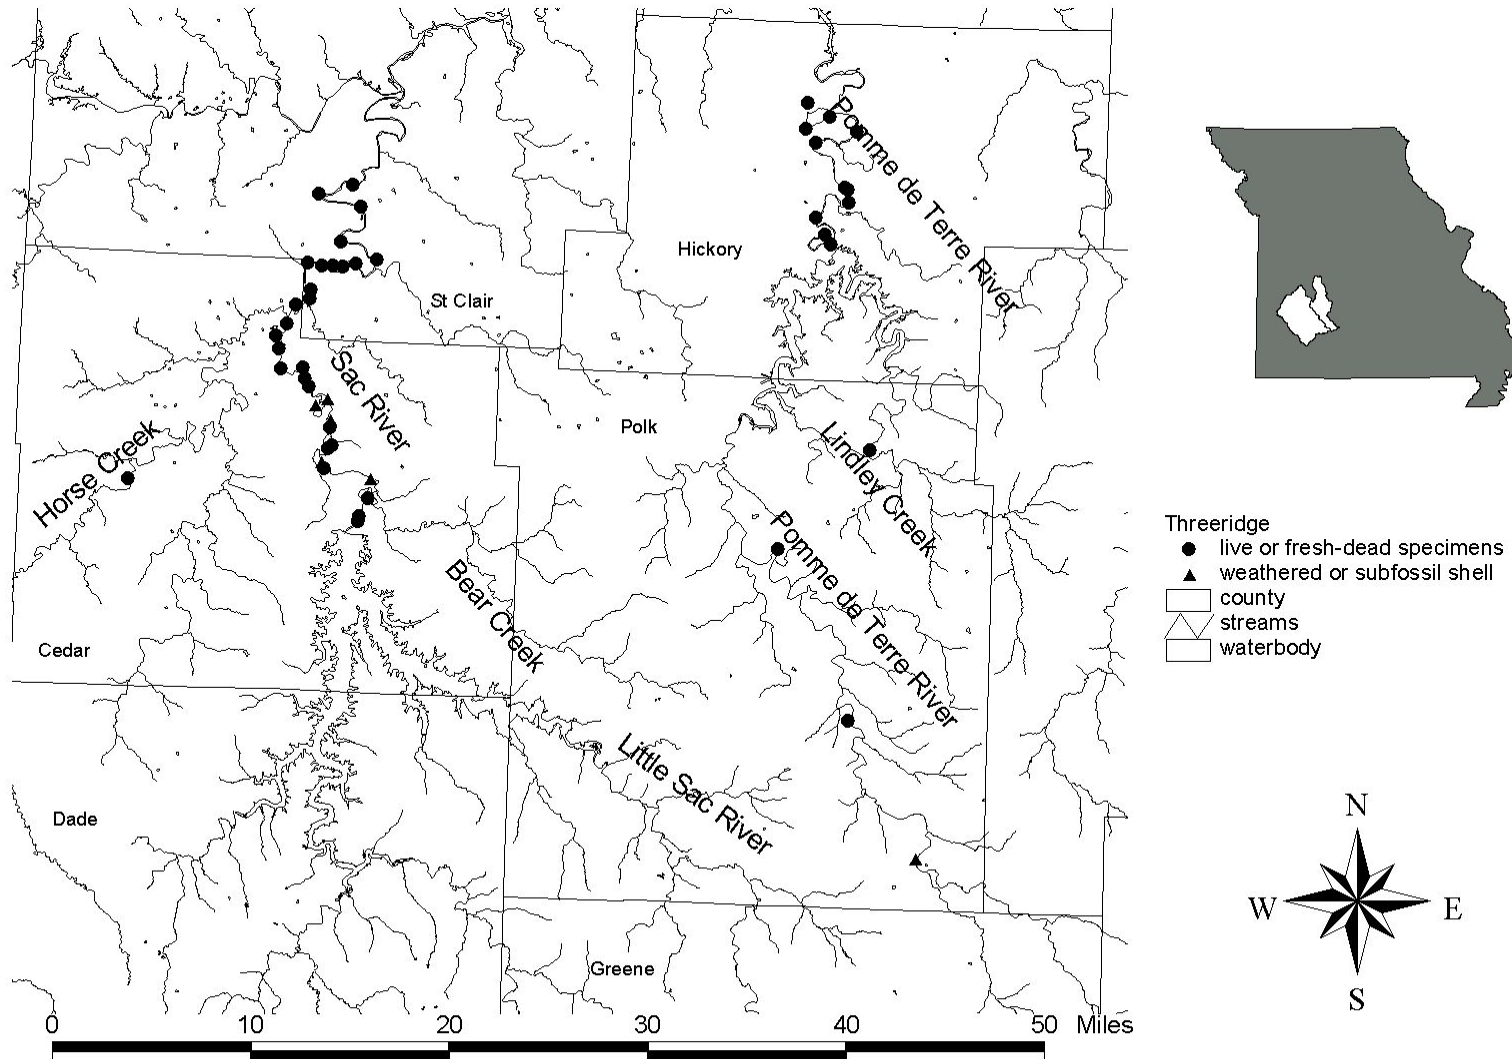 Pomme de Terre River
Hickory
St Clair
Sac River
Polk
Horse Creek
Lindley Creek
Pomme de Terre River
Bear Creek
Cedar
Little Sac River
Dade
Greene
0 10 20 30 40 50 Miles
Threeridge
live or fresh-dead specimens
weathered or subfossil shell
county
streams
waterbody
N
W E
S